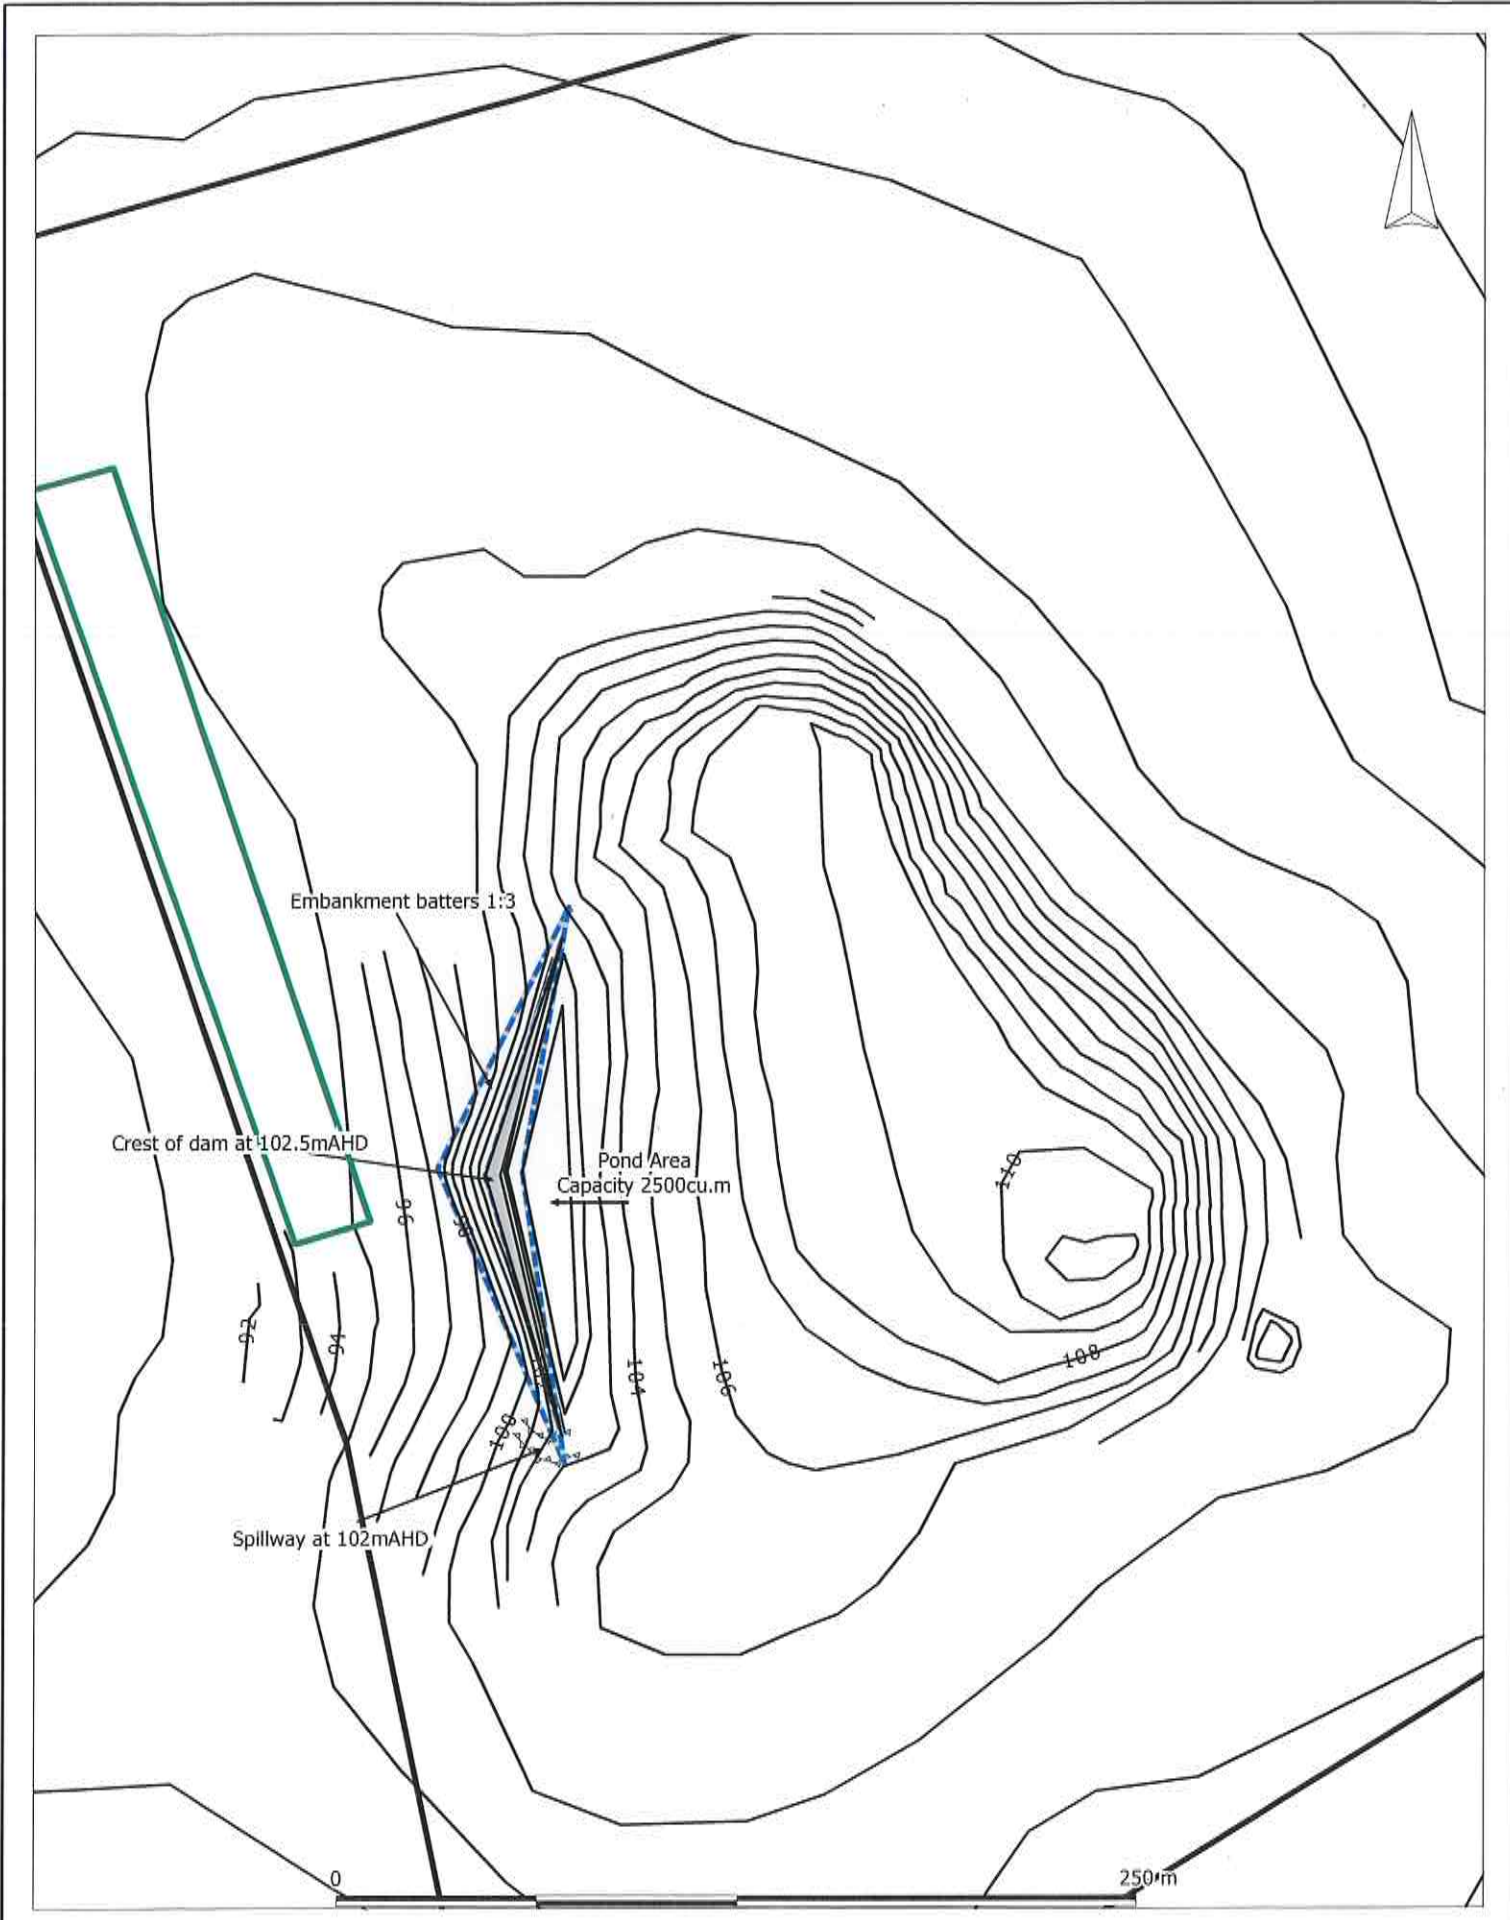 Embankment batters 1:3
Crest of dam at 102.5mAHD
Pond Area
Capacity 2500cu.m
110
96
98
92
94
104
106
108
100
Spillway at 102mAHD
0
250 m